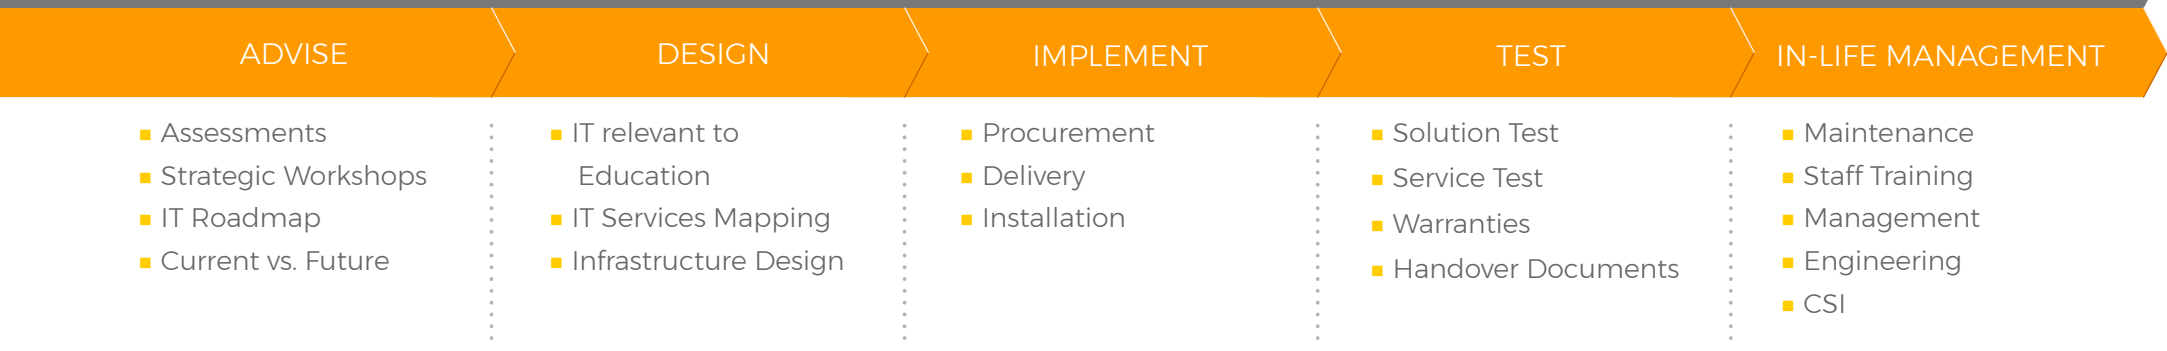 ADVISE
DESIGN
IMPLEMENT
TEST
IN-LIFE MANAGEMENT
Assessments
Strategic Workshops
IT Roadmap
Current vs. Future
IT relevant to
Education
IT Services Mapping
Infrastructure Design
Procurement
Delivery
Installation
Solution Test
Service Test
Warranties
Handover Documents
Maintenance
Staff Training
Management
Engineering
CSI